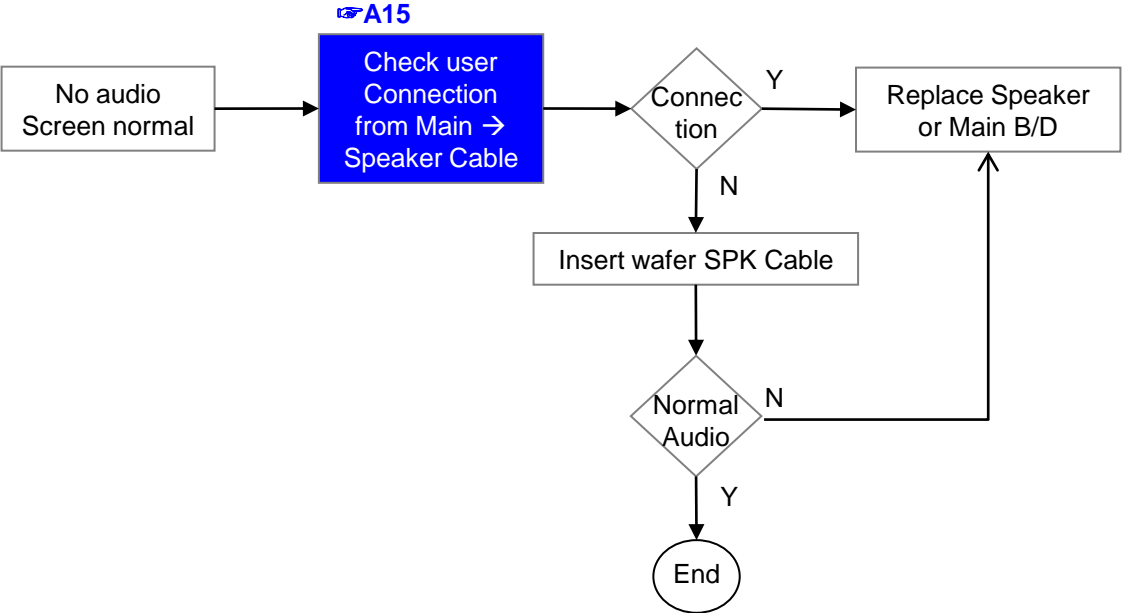 ☞A15
No audio
Screen normal
Check user
Connection
from Main →
Speaker Cable
Connec
tion
Y
Replace Speaker
or Main B/D
N
Insert wafer SPK Cable
Normal
Audio
N
Y
End